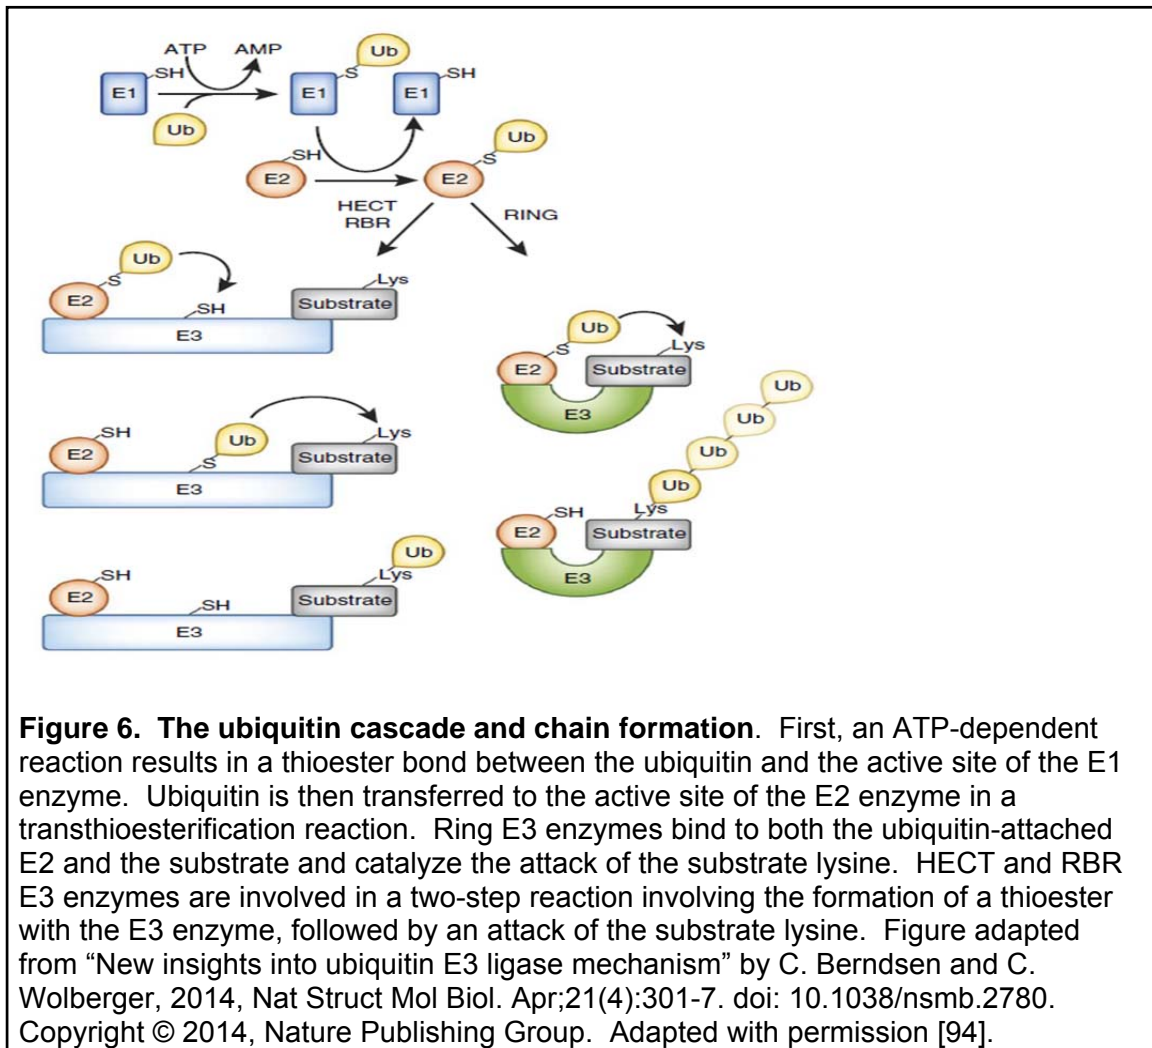 ATP AMP Ub
SH S SH
E1 E1 E1
Ub Ub
SH S
E2 E2
HECT
RBR RING
Ub
S Lys
E2 SH Substrate
E3
Ub
S Lys
E2 Substrate
E3
SH Ub Lys
E2 S Substrate
E3
Ub
Ub
Ub
Ub
SH Lys
E2 Substrate
E3
SH Ub
Lys
E2 SH Substrate
E3
Figure 6. The ubiquitin cascade and chain formation. First, an ATP-dependent
reaction results in a thioester bond between the ubiquitin and the active site of the E1
enzyme. Ubiquitin is then transferred to the active site of the E2 enzyme in a
transthioesterification reaction. Ring E3 enzymes bind to both the ubiquitin-attached
E2 and the substrate and catalyze the attack of the substrate lysine. HECT and RBR
E3 enzymes are involved in a two-step reaction involving the formation of a thioester
with the E3 enzyme, followed by an attack of the substrate lysine. Figure adapted
from “New insights into ubiquitin E3 ligase mechanism” by C. Berndsen and C.
Wolberger, 2014, Nat Struct Mol Biol. Apr;21(4):301-7. doi: 10.1038/nsmb.2780.
Copyright © 2014, Nature Publishing Group. Adapted with permission [94].